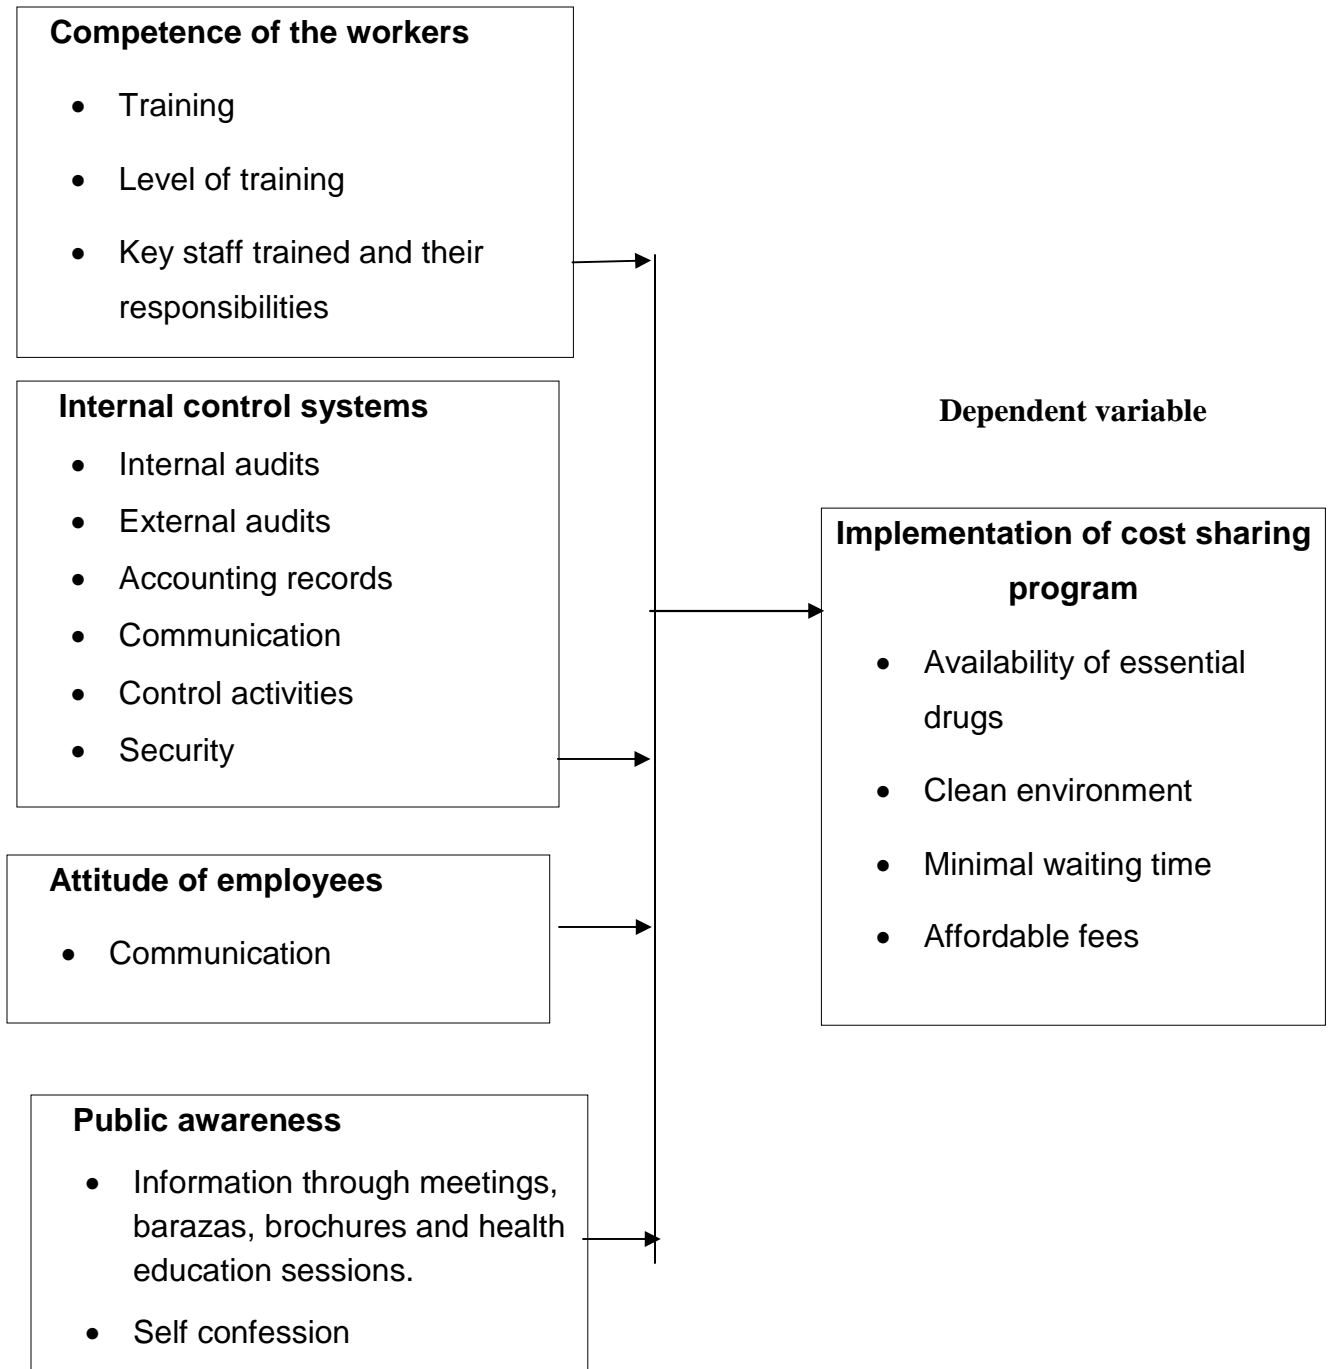 Competence of the workers
• Training
• Level of training
• Key staff trained and their
responsibilities
Internal control systems
• Internal audits
• External audits
• Accounting records
• Communication
• Control activities
• Security
Attitude of employees
• Communication
Public awareness
• Information through meetings,
barazas, brochures and health
education sessions.
• Self confession
Dependent variable
Implementation of cost sharing
program
• Availability of essential
drugs
• Clean environment
• Minimal waiting time
• Affordable fees